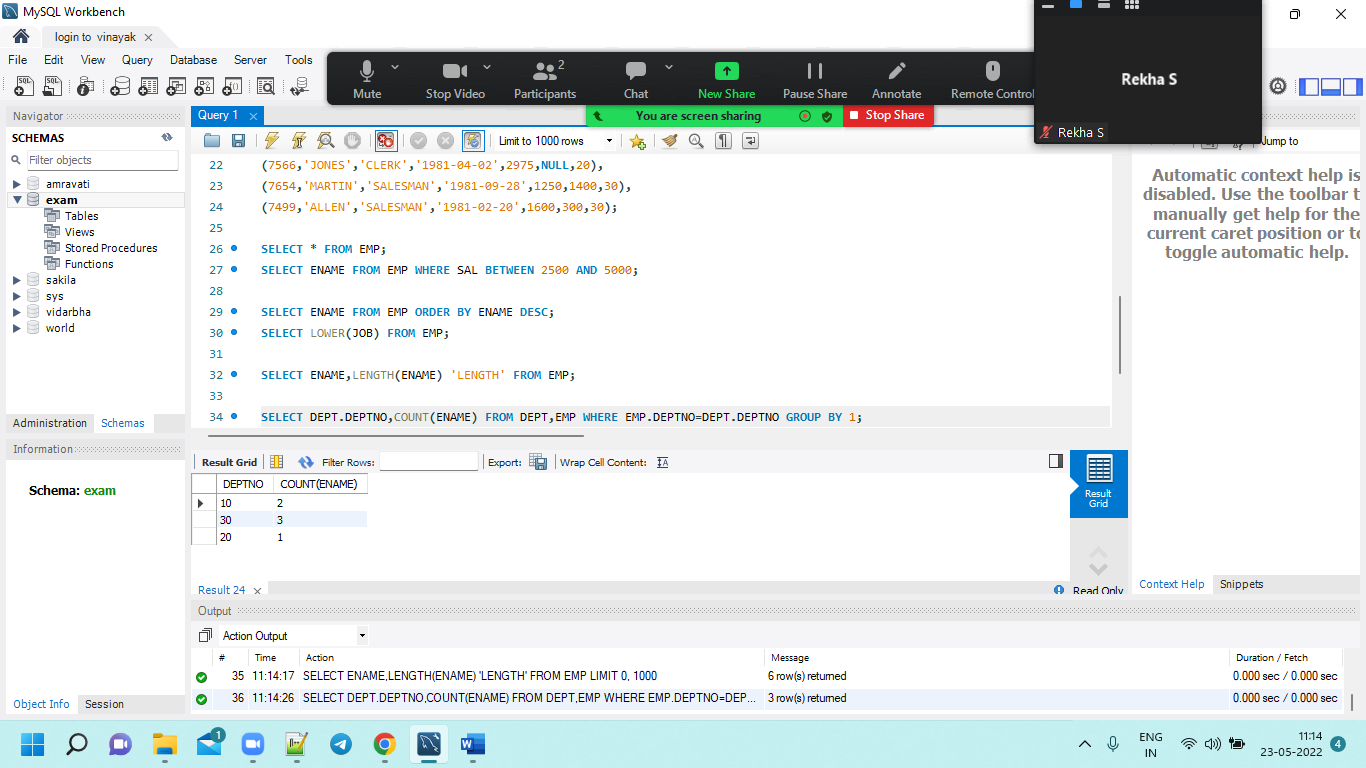 MySQL Workbench
login to vinayak
File Edit View Query Database Server Tools
Mute Stop Video Participants 2 Chat New Share Pause Share Annotate Remote Control
You are screen sharing Stop Share
Rekha S
Rekha S
Navigator
SCHEMAS
Filter objects
amravati
exam
Tables
Views
Stored Procedures
Functions
sakila
sys
vidarbha
world
Administration Schemas
Information
Schema: exam
Object Info Session
Query 1
Limit to 1000 rows
22 (7566,'JONES','CLERK','1981-04-02',2975,NULL,20),
23 (7654,'MARTIN','SALESMAN','1981-09-28',1250,1400,30),
24 (7499,'ALLEN','SALESMAN','1981-02-20',1600,300,30);
25
26 SELECT * FROM EMP;
27 SELECT ENAME FROM EMP WHERE SAL BETWEEN 2500 AND 5000;
28
29 SELECT ENAME FROM EMP ORDER BY ENAME DESC;
30 SELECT LOWER(JOB) FROM EMP;
31
32 SELECT ENAME,LENGTH(ENAME) 'LENGTH' FROM EMP;
33
34 SELECT DEPT.DEPTNO,COUNT(ENAME) FROM DEPT,EMP WHERE EMP.DEPTNO=DEPT.DEPTNO GROUP BY 1;
Result Grid Filter Rows: Export: Wrap Cell Content:
DEPTNO COUNT(ENAME)
10 2
30 3
20 1
Result Grid
Result 24
Read Only
Jump to
Automatic context help is
disabled. Use the toolbar t
manually get help for the
current caret position or to
toggle automatic help.
Context Help Snippets
Output
Action Output
# Time Action Message Duration / Fetch
35 11:14:17 SELECT ENAME,LENGTH(ENAME) 'LENGTH' FROM EMP LIMIT 0, 1000 6 row(s) returned 0.000 sec / 0.000 sec
36 11:14:26 SELECT DEPT.DEPTNO,COUNT(ENAME) FROM DEPT,EMP WHERE EMP.DEPTNO=DEP... 3 row(s) returned 0.000 sec / 0.000 sec
1
ENG
IN
11:14
23-05-2022
4